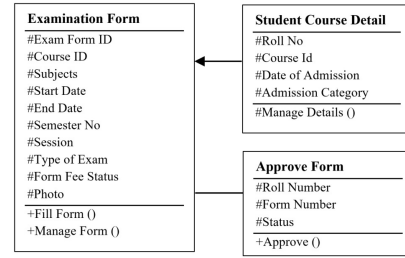 Examination Form
#Exam Form ID
#Course ID
#Subjects
#Start Date
#End Date
#Semester No
#Session
#Type of Exam
#Form Fee Status
#Photo
+Fill Form ()
+Manage Form ()
Student Course Detail
#Roll No
#Course Id
#Date of Admission
#Admission Category
#Manage Details ()
Approve Form
#Roll Number
#Form Number
#Status
+Approve ()